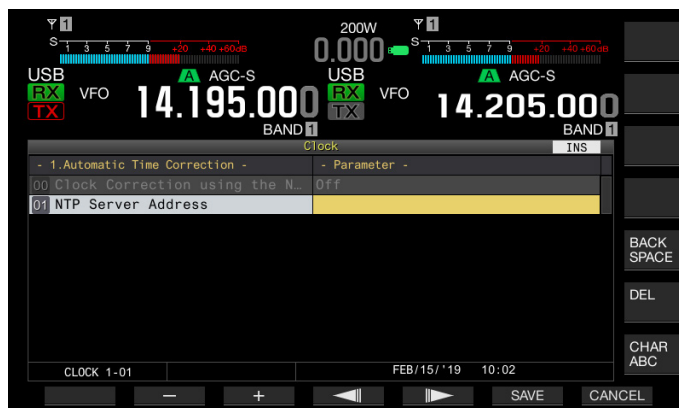 1 200W 1
S 1 3 5 7 9 +20 +40 +60dB 0.000 S 1 3 5 7 9 +20 +40 +60dB
USB A AGC-S USB A AGC-S
RX VFO 14.195.000 RX VFO 14.205.000
TX TX
BAND 1 BAND 1
Clock INS
- 1.Automatic Time Correction - - Parameter -
00 Clock Correction using the N… Off
01 NTP Server Address
BACK
SPACE
DEL
CHAR
ABC
CLOCK 1-01 FEB/15/'19 10:02
− + SAVE CANCEL